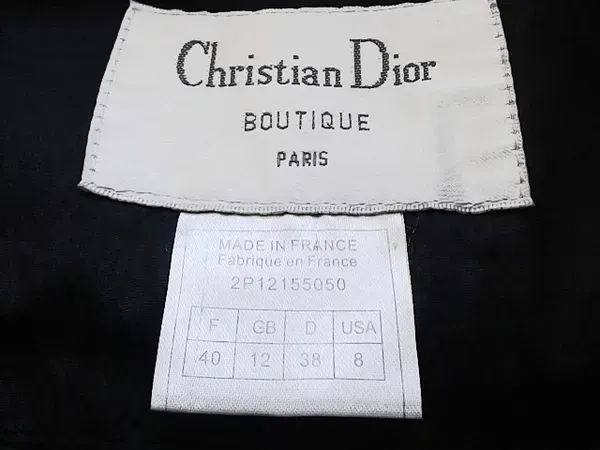 Christian Dior
BOUTIQUE
PARIS
MADE IN FRANCE
Fabrique en France
2P12155050
F GB D USA
40 12 38 8